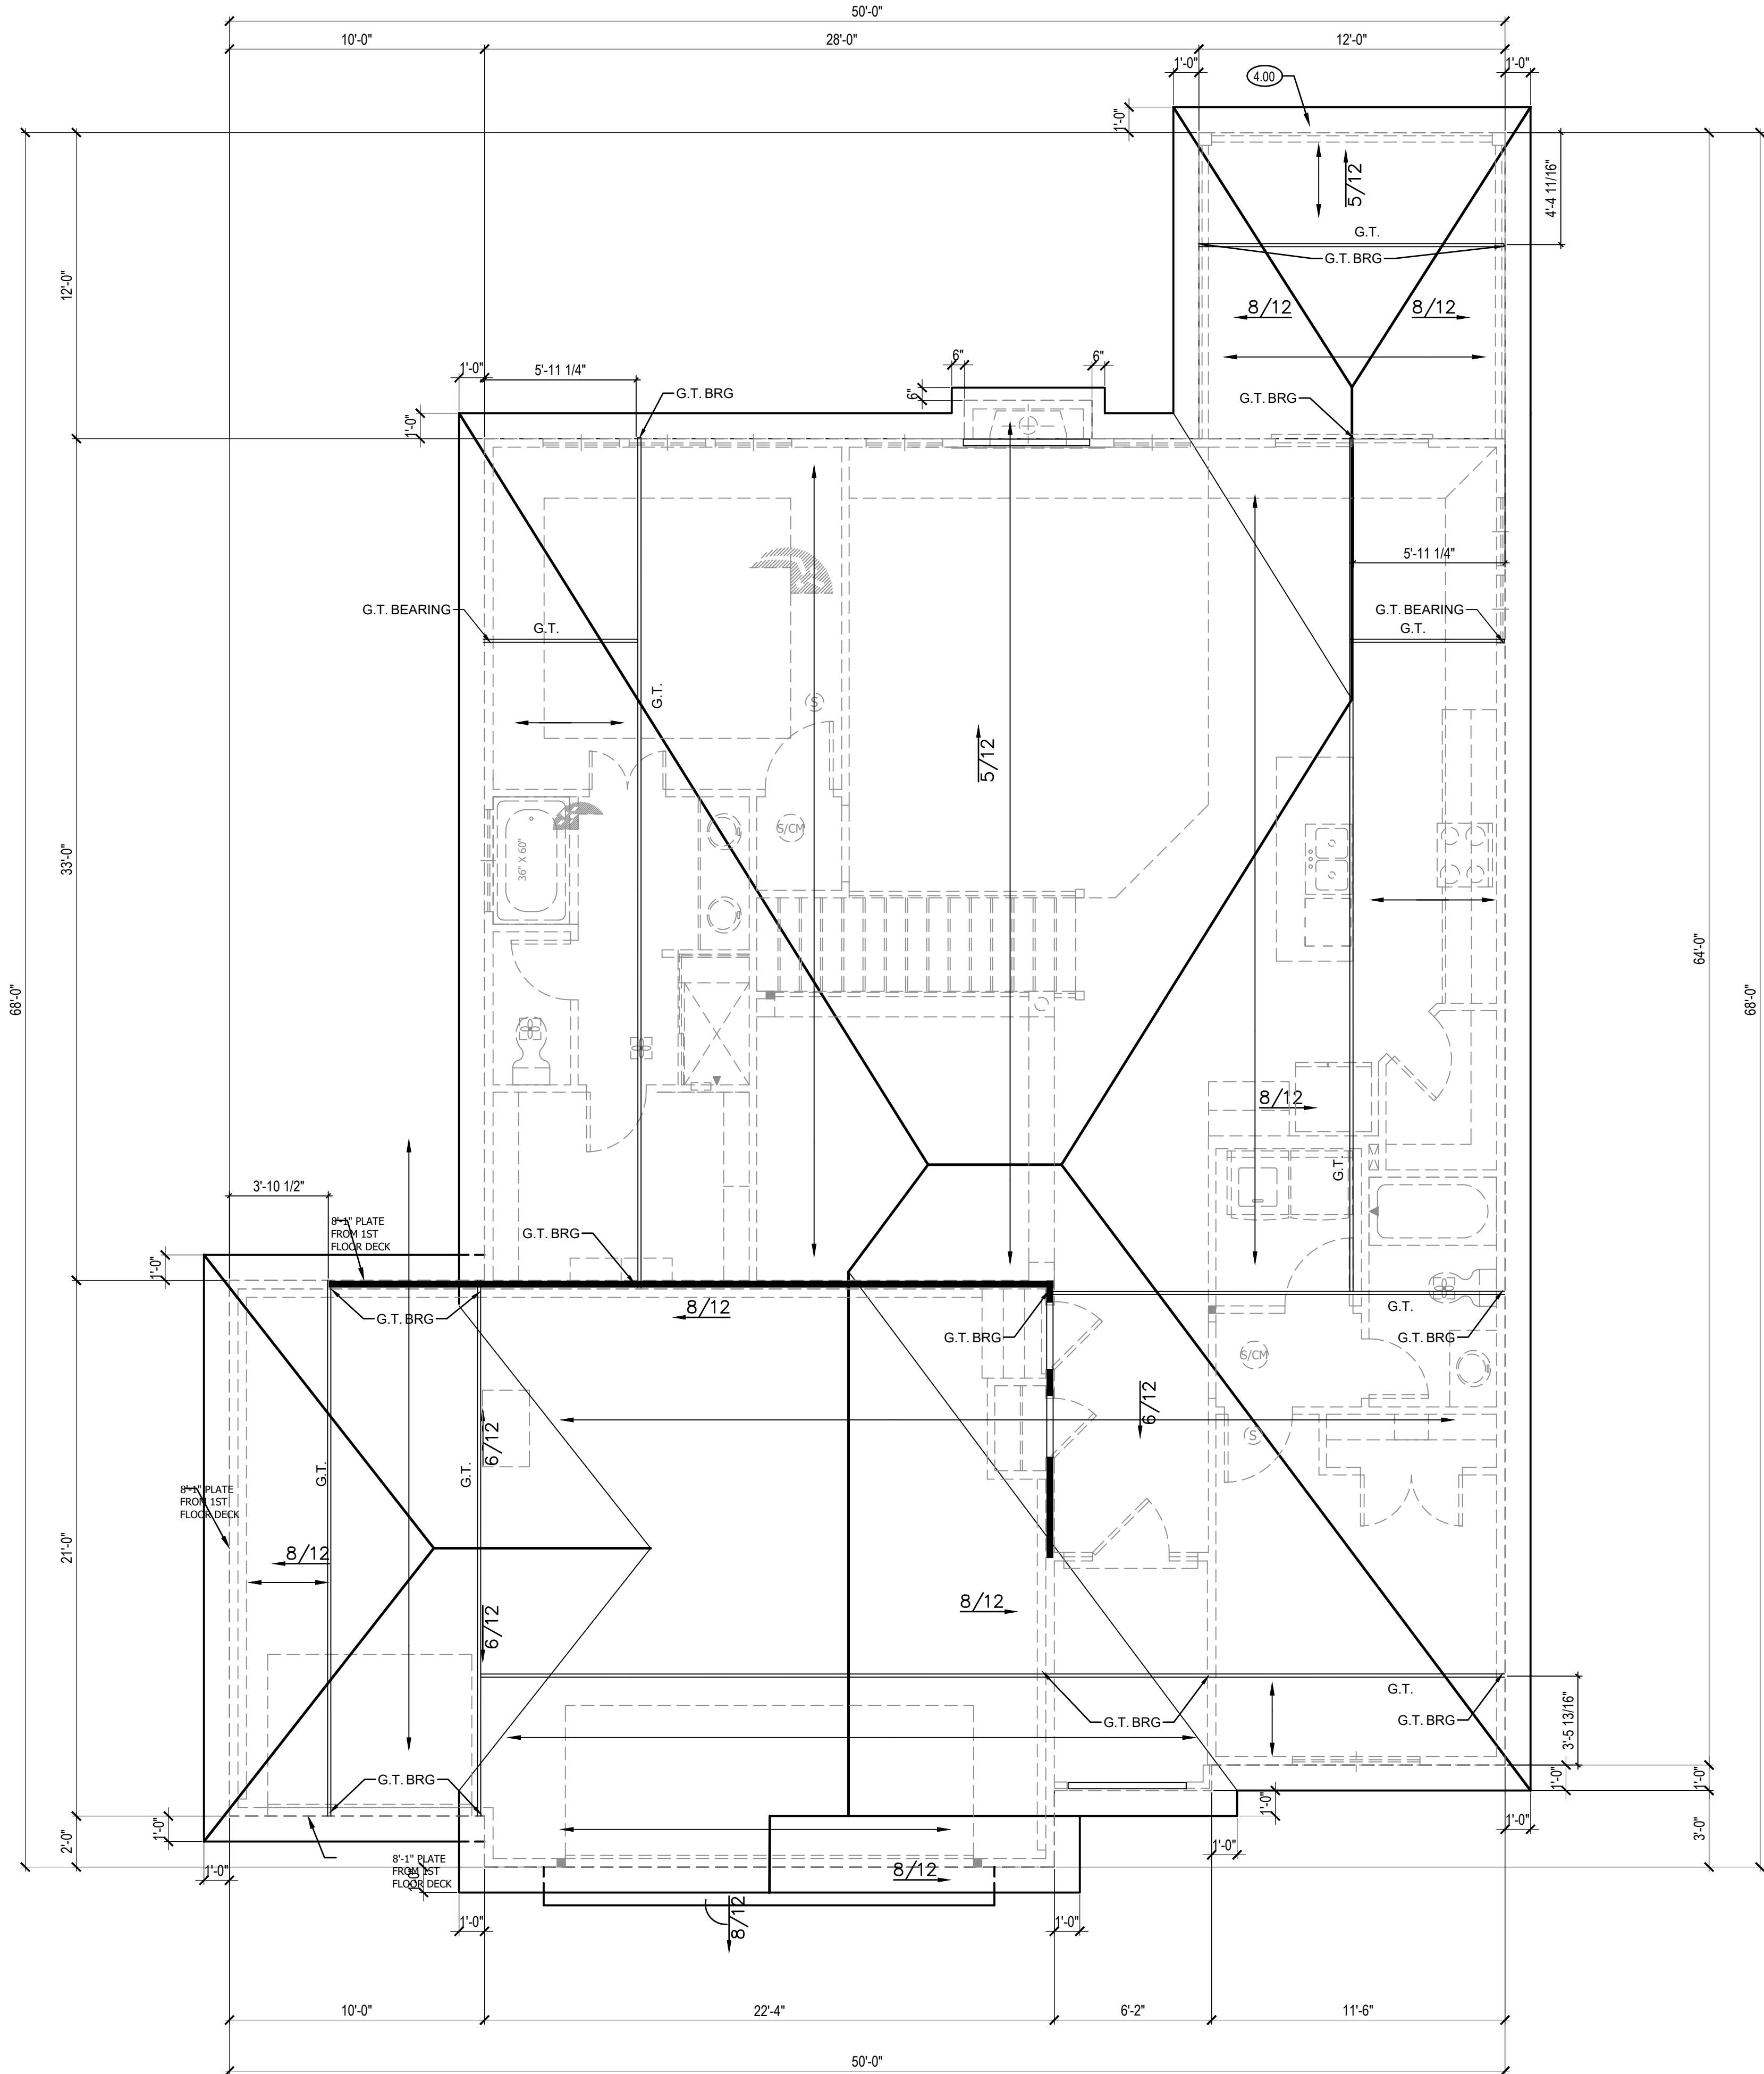 50'-0"
10'-0"
28'-0"
12'-0"
1'-0"
4.00
1'-0"
1'-0"
5/12
4'-4 11/16"
G.T.
G.T. BRG
12'-0"
8/12
8/12
1'-0"
5'-11 1/4"
6"
6"
6"
G.T. BRG
G.T. BRG
1'-0"
5'-11 1/4"
G.T. BEARING
G.T.
G.T. BEARING
G.T.
G.T.
S
5/12
S/CM
36" X 60"
33'-0"
68'-0"
64'-0"
68'-0"
8/12
G.T.
3'-10 1/2"
8'-1" PLATE
FROM 1ST
FLOOR DECK
G.T. BRG
1'-0"
8/12
G.T. BRG
G.T.
G.T. BRG
G.T. BRG
S/CM
6/12
6/12
S
G.T.
G.T.
8'-1" PLATE
FROM 1ST
FLOOR DECK
21'-0"
8/12
8/12
6/12
G.T.
G.T. BRG
G.T. BRG
3'-5 13/16"
G.T. BRG
1'-0"
1'-0"
1'-0"
2'-0"
1'-0"
1'-0"
1'-0"
3'-0"
8'-1" PLATE
FROM 1ST
FLOOR DECK
1'-0"
1'-0"
8/12
8/12
1'-0"
1'-0"
10'-0"
22'-4"
6'-2"
11'-6"
50'-0"